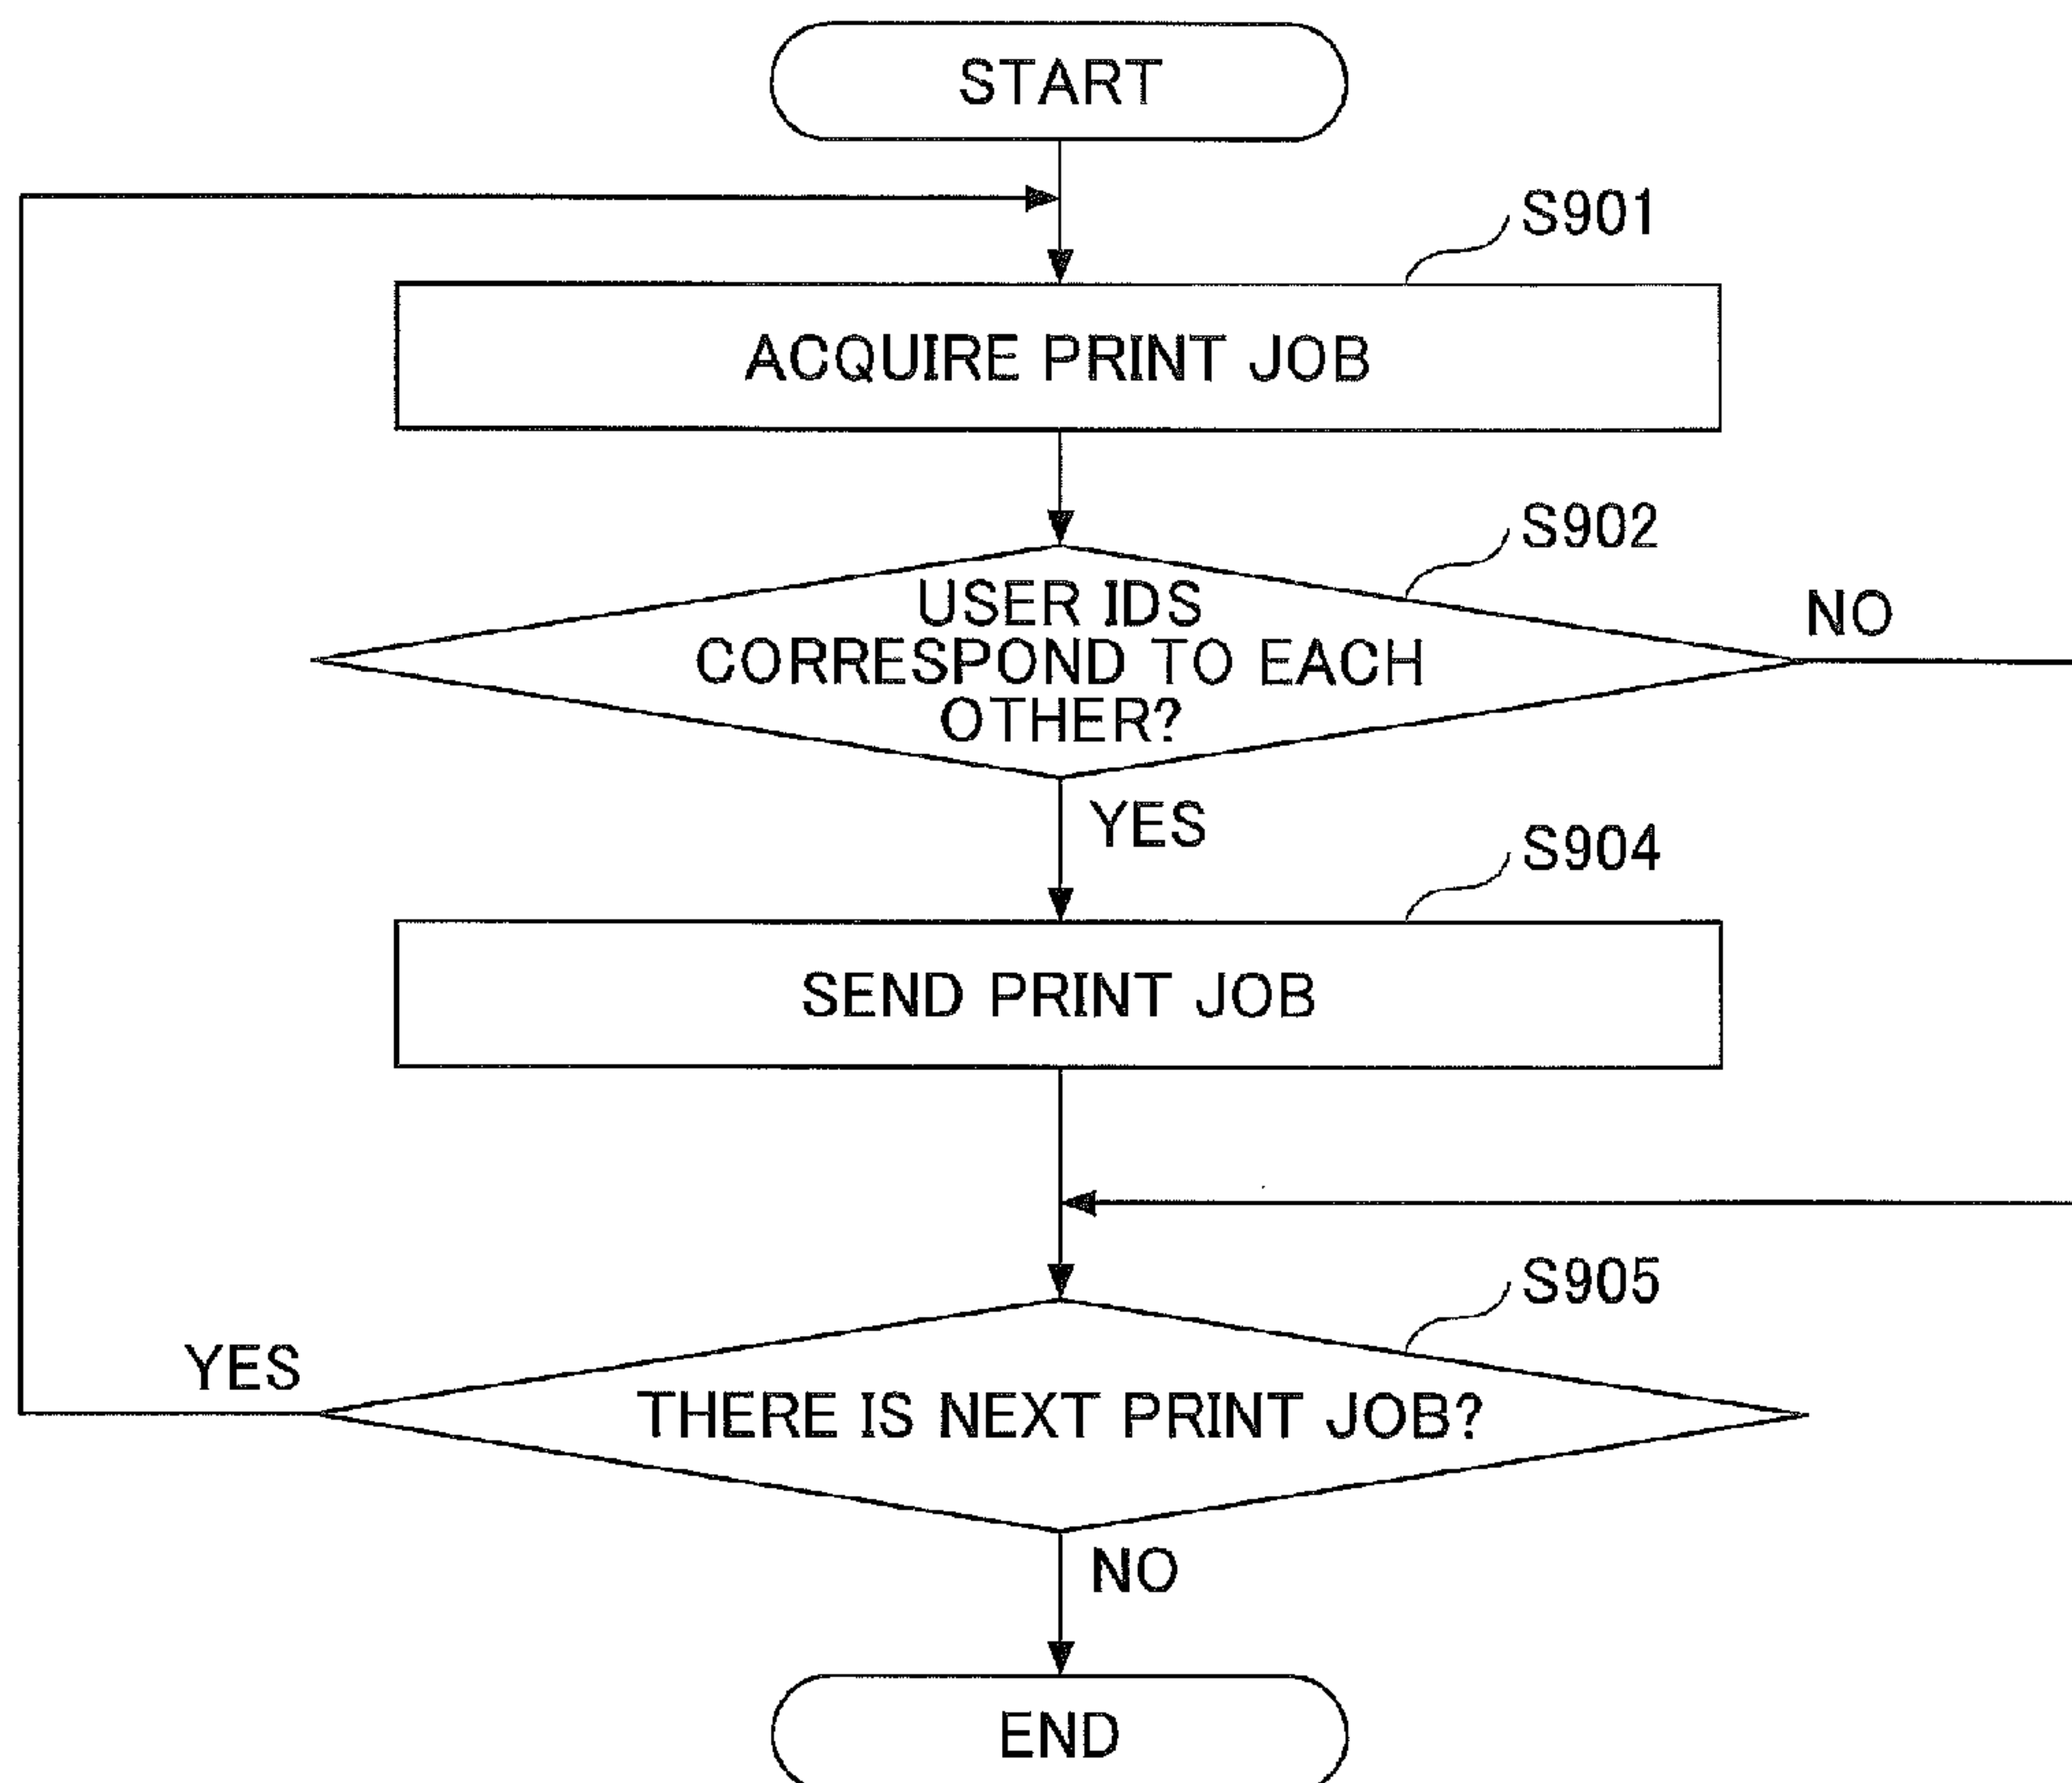 START
S901
ACQUIRE PRINT JOB
S902
USER IDS
CORRESPOND TO EACH
OTHER?
NO
YES
S904
SEND PRINT JOB
S905
YES
THERE IS NEXT PRINT JOB?
NO
END